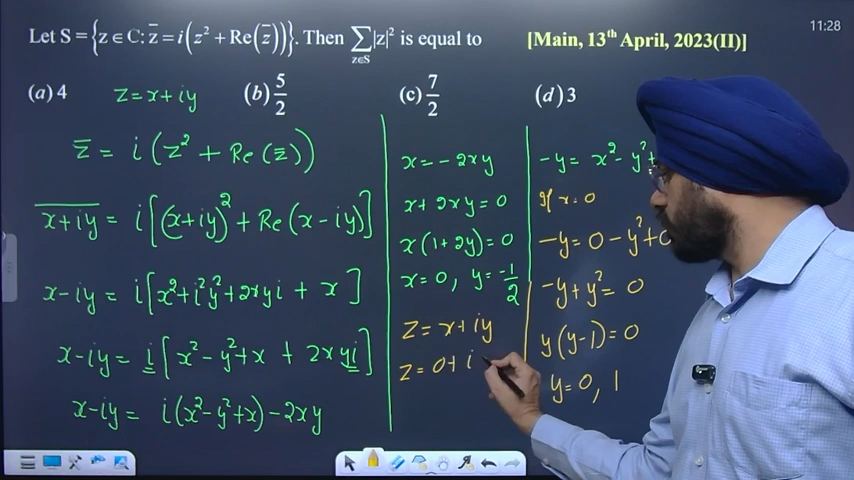 11:28
Let S = {z ∈ C: z̅ = i(z² + Re(z̅))}. Then ∑_{z∈S} |z|² is equal to [Main, 13th April, 2023(II)]
(a) 4 (b) 5/2 (c) 7/2 (d) 3
z = x + iy
z̅ = i(z² + Re(z̅))
\overline{x+iy} = i[(x+iy)² + Re(x-iy)]
x-iy = i[x² + i²y² + 2xyi + x]
x-iy = i[x² - y² + x + 2xyi]
x-iy = i(x² - y² + x) - 2xy
x = -2xy
x + 2xy = 0
x(1+2y) = 0
x = 0, y = -1/2
z = x + iy
z = 0 + i
-y = x² - y² +
If x = 0
-y = 0 - y² + 0
-y + y² = 0
y(y-1) = 0
y = 0, 1